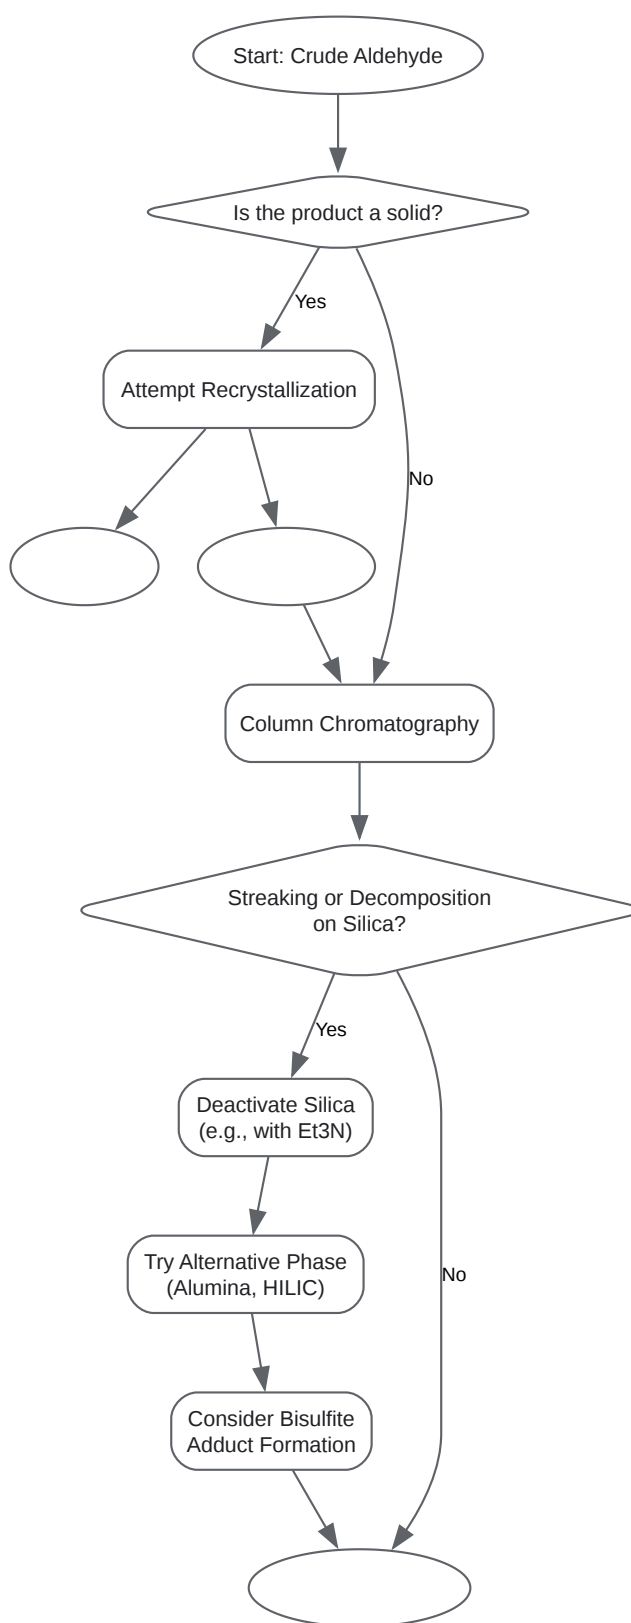 Start: Crude Aldehyde
Is the product a solid?
Yes
Attempt Recrystallization
No
Column Chromatography
Streaking or Decomposition
on Silica?
Yes
Deactivate Silica
(e.g., with Et3N)
Try Alternative Phase
(Alumina, HILIC)
No
Consider Bisulfite
Adduct Formation